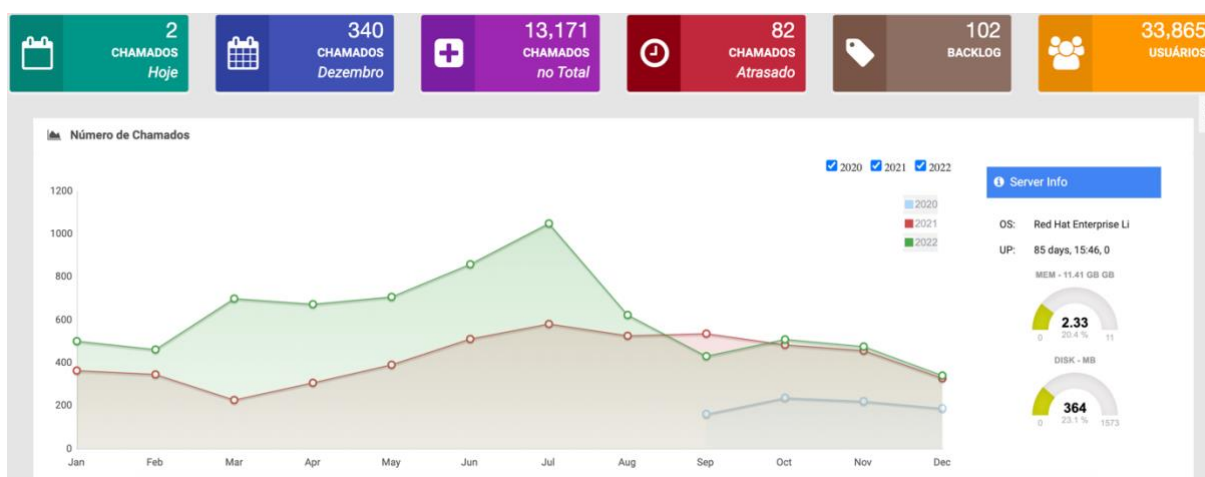 2
CHAMADOS
Hoje
340
CHAMADOS
Dezembro
13,171
CHAMADOS
no Total
82
CHAMADOS
Atrasado
102
BACKLOG
33,865
USUÁRIOS
Número de Chamados
2020 2021 2022
2020
2021
2022
1200
1000
800
600
400
200
0
Jan Feb Mar Apr May Jun Jul Aug Sep Oct Nov Dec
Server Info
OS: Red Hat Enterprise Li
UP: 85 days, 15:46, 0
MEM - 11.41 GB GB
2.33
0 20.4 % 11
DISK - MB
364
0 23.1 % 1573